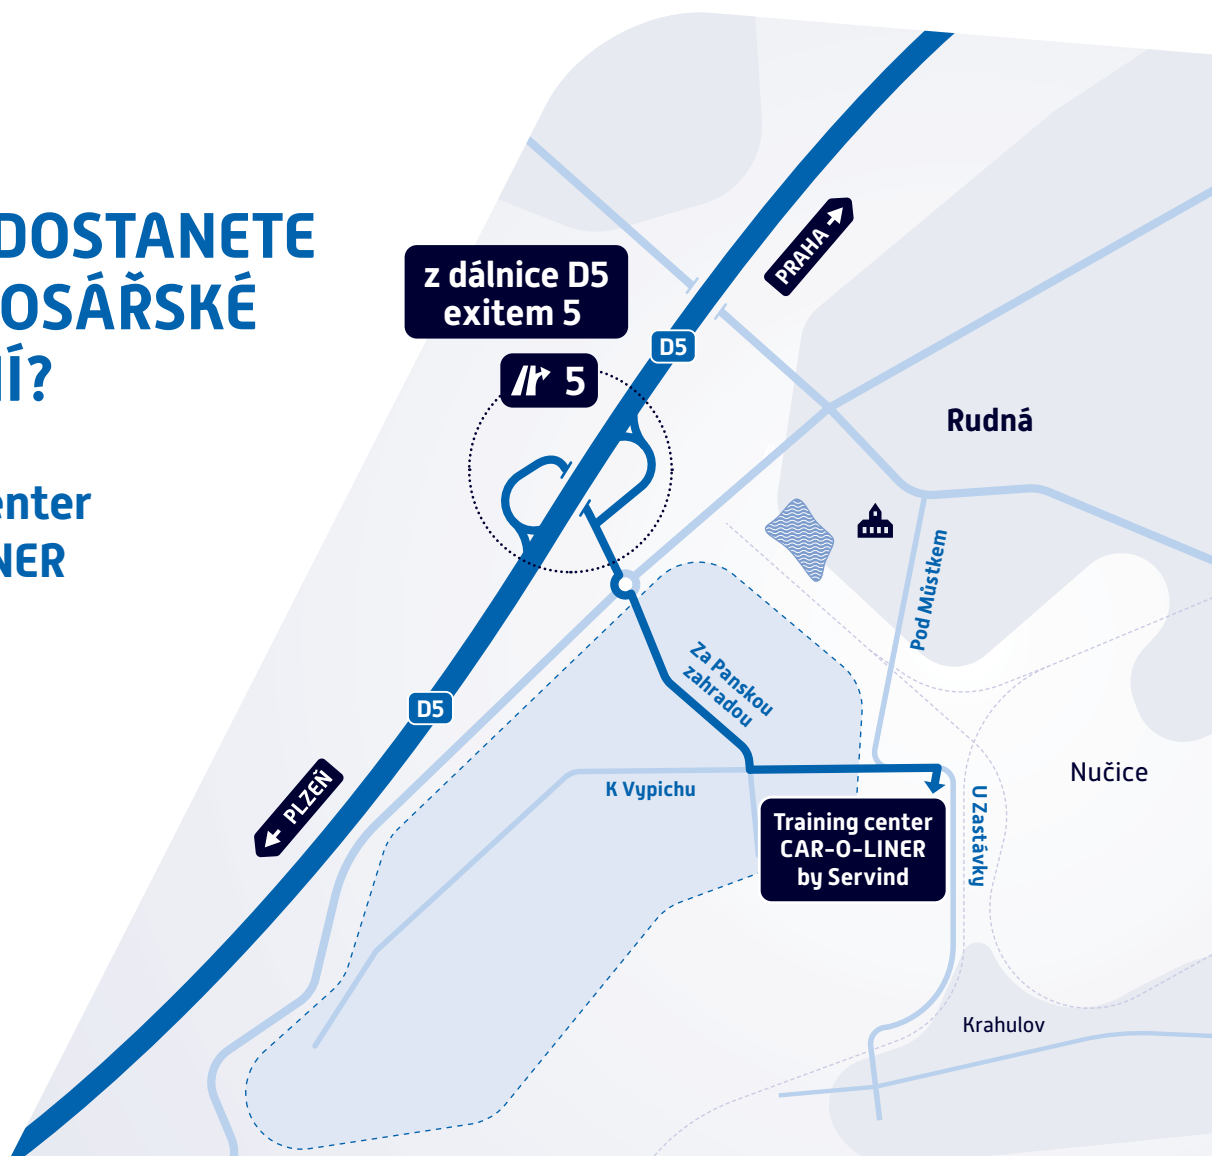 DOSTANETE
OSÁŘSKÉ
NÍ?
enter
NER
z dálnice D5
exitem 5
5
D5
PRAHA
Rudná
Pod Můstkem
Za Panskou
zahradou
D5
PLZEŇ
K Vypichu
Nučice
Training center
CAR-O-LINER
by Servind
U Zastávky
Krahulov